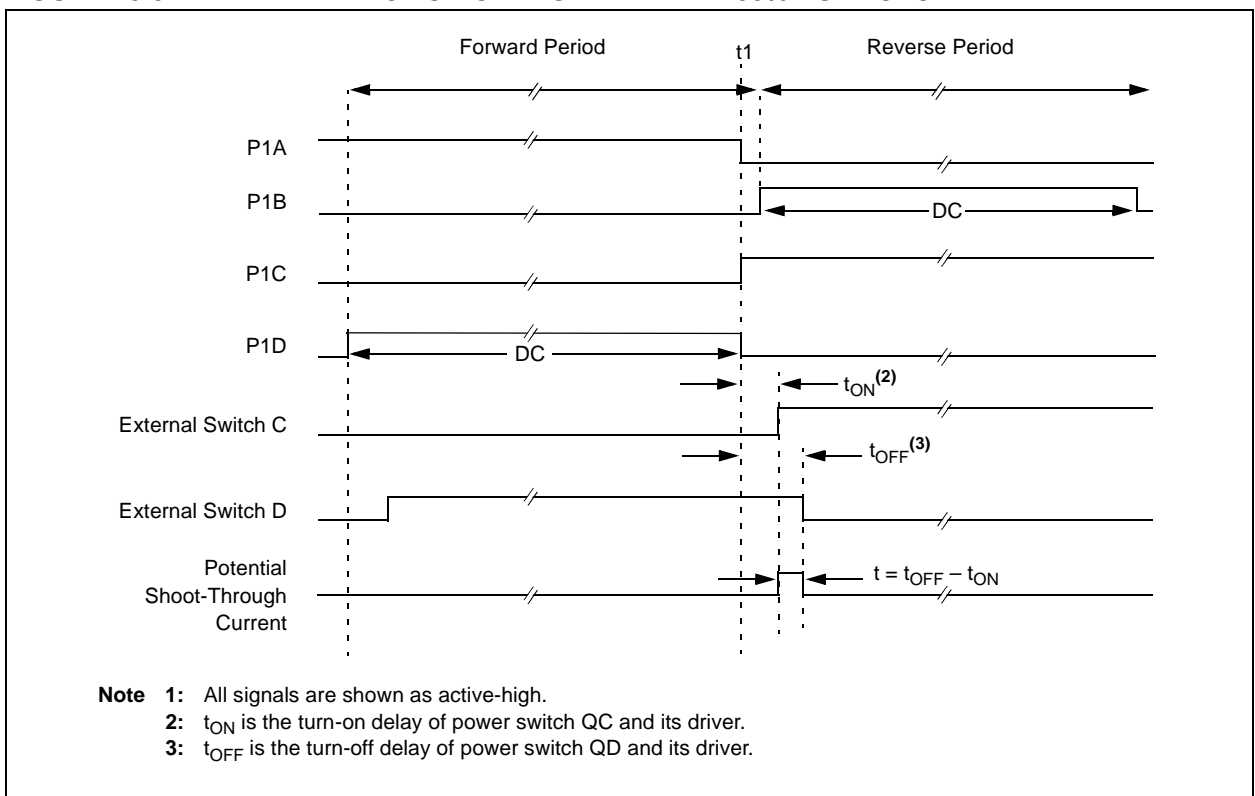 Forward Period
t1
Reverse Period
P1A
P1B
DC
P1C
P1D
DC
tON(2)
External Switch C
tOFF(3)
External Switch D
Potential
Shoot-Through
Current
t = tOFF – tON
Note 1: All signals are shown as active-high.
2: tON is the turn-on delay of power switch QC and its driver.
3: tOFF is the turn-off delay of power switch QD and its driver.